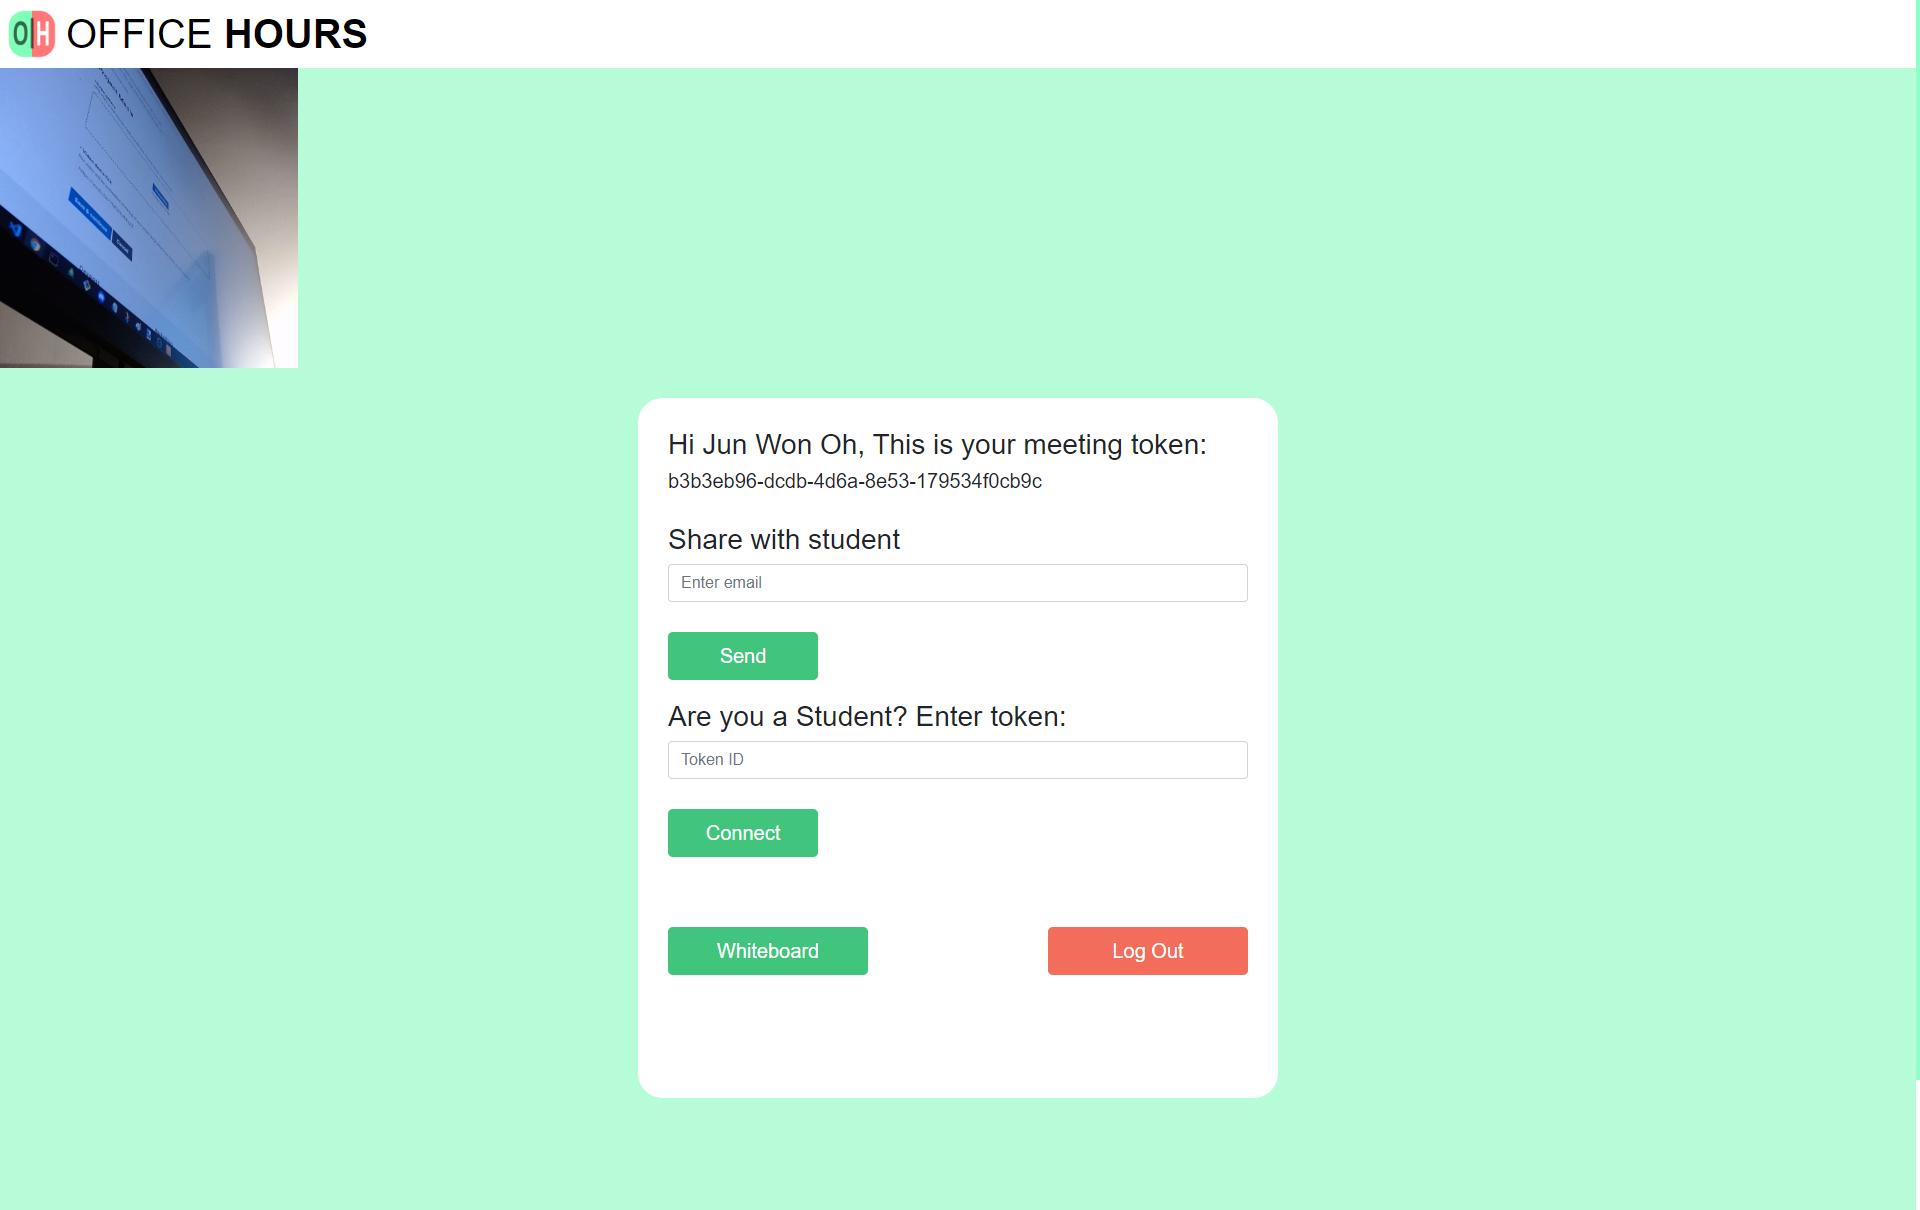 OH OFFICE HOURS
Hi Jun Won Oh, This is your meeting token:
b3b3eb96-dcdb-4d6a-8e53-179534f0cb9c
Share with student
Enter email
Send
Are you a Student? Enter token:
Token ID
Connect
Whiteboard
Log Out